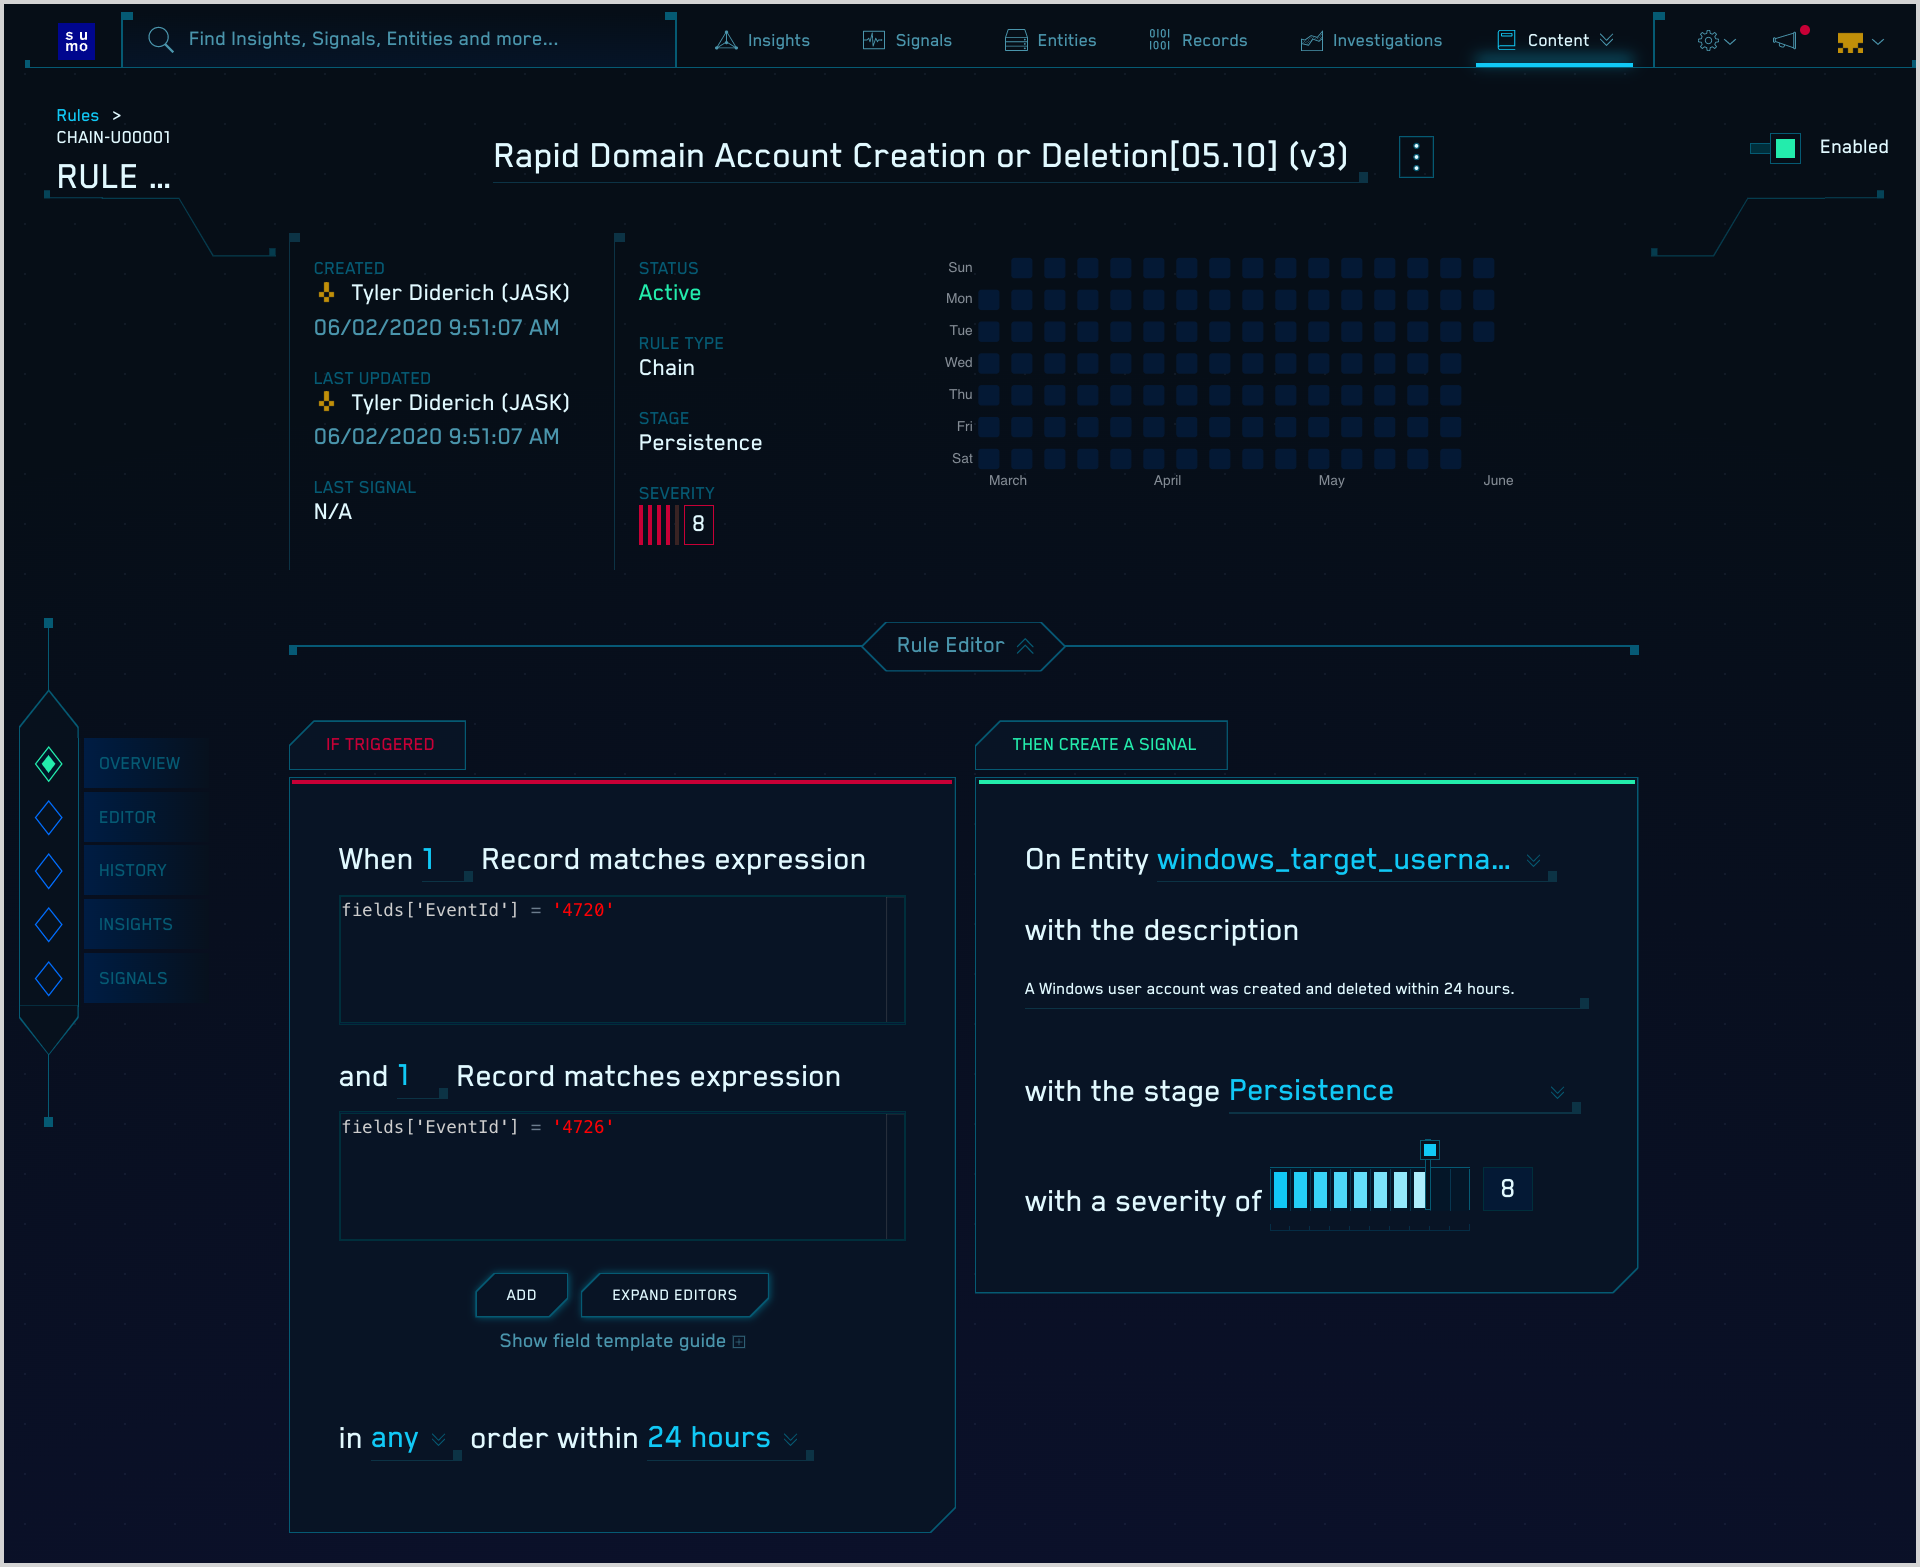 su
mo
Find Insights, Signals, Entities and more...
Insights
Signals
Entities
0101
1001
Records
Investigations
Content
Rules >
CHAIN-U00001
RULE ...
Rapid Domain Account Creation or Deletion[05.10] (v3)
Enabled
CREATED
Tyler Diderich (JASK)
06/02/2020 9:51:07 AM
LAST UPDATED
Tyler Diderich (JASK)
06/02/2020 9:51:07 AM
LAST SIGNAL
N/A
STATUS
Active
RULE TYPE
Chain
STAGE
Persistence
SEVERITY
8
Sun
Mon
Tue
Wed
Thu
Fri
Sat
March April May June
Rule Editor
OVERVIEW
EDITOR
HISTORY
INSIGHTS
SIGNALS
IF TRIGGERED
When 1 Record matches expression
fields['EventId'] = '4720'
and 1 Record matches expression
fields['EventId'] = '4726'
ADD
EXPAND EDITORS
Show field template guide
in any order within 24 hours
THEN CREATE A SIGNAL
On Entity windows_target_userna...
with the description
A Windows user account was created and deleted within 24 hours.
with the stage Persistence
with a severity of 8